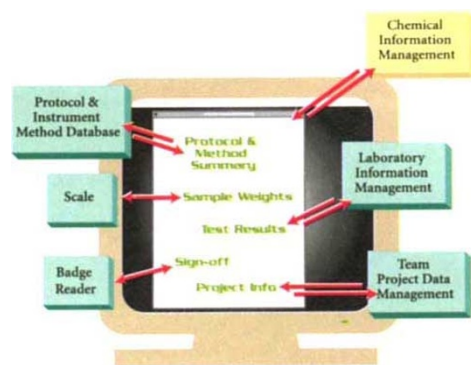 Chemical
Information
Management
Protocol &
Instrument
Method Database
Protocol &
Method
Summary
Laboratory
Information
Management
Scale
Sample Weights
Test Results
Sign-off
Badge
Reader
Project Info
Team
Project Data
Management